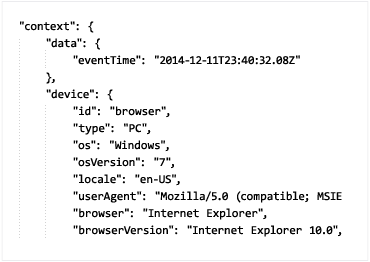 "context": {
"data": {
"eventTime": "2014-12-11T23:40:32.08Z"
},
"device": {
"id": "browser",
"type": "PC",
"os": "Windows",
"osVersion": "7",
"locale": "en-US",
"userAgent": "Mozilla/5.0 (compatible; MSIE
"browser": "Internet Explorer",
"browserVersion": "Internet Explorer 10.0",